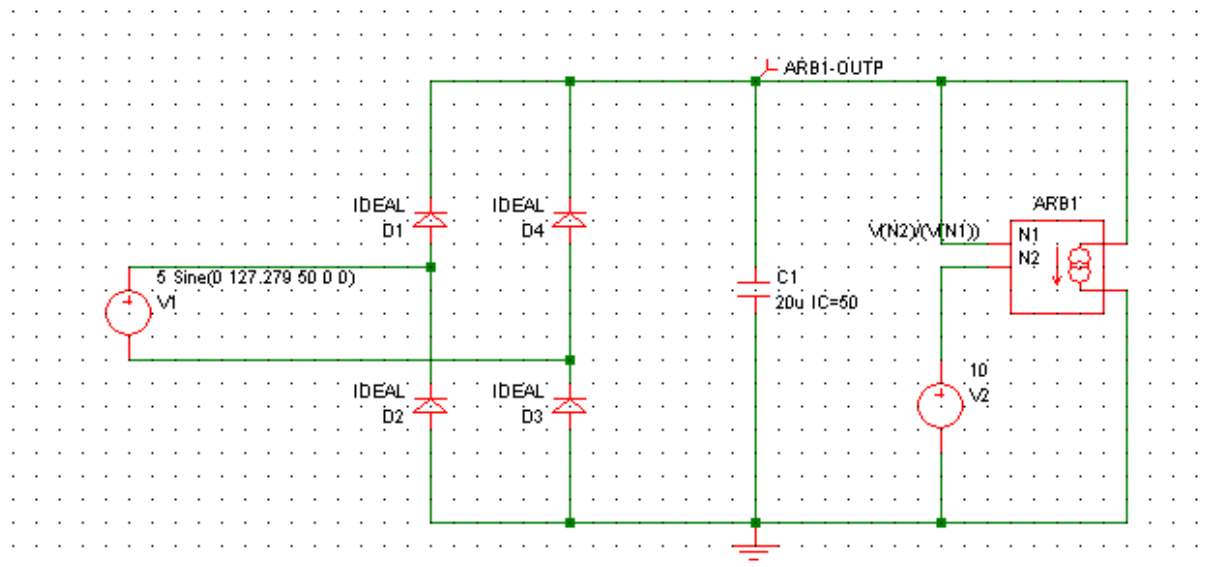 ARB1-OUTP
IDEAL
D1
IDEAL
D4
ARB1
V(N2)/(V(N1))
N1
N2
5 Sine(0 127.279 50 0 0)
V1
C1
20u IC=50
IDEAL
D2
IDEAL
D3
10
V2